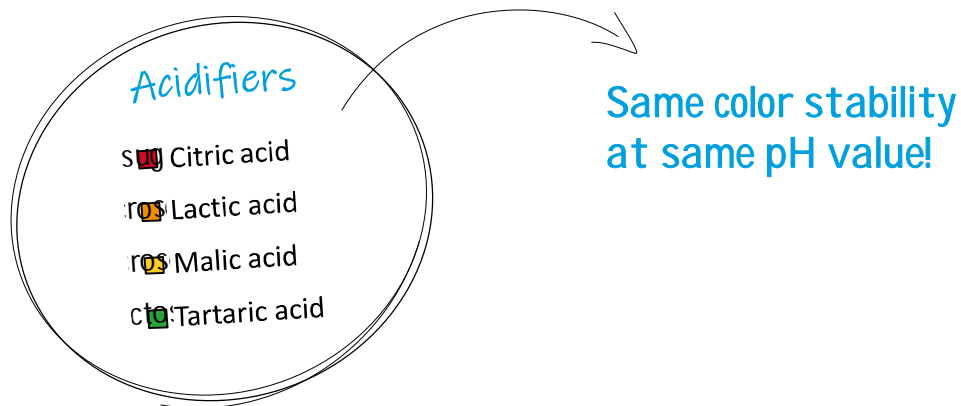 Acidifiers
Citric acid
Lactic acid
Malic acid
Tartaric acid
Same color stability
at same pH value!